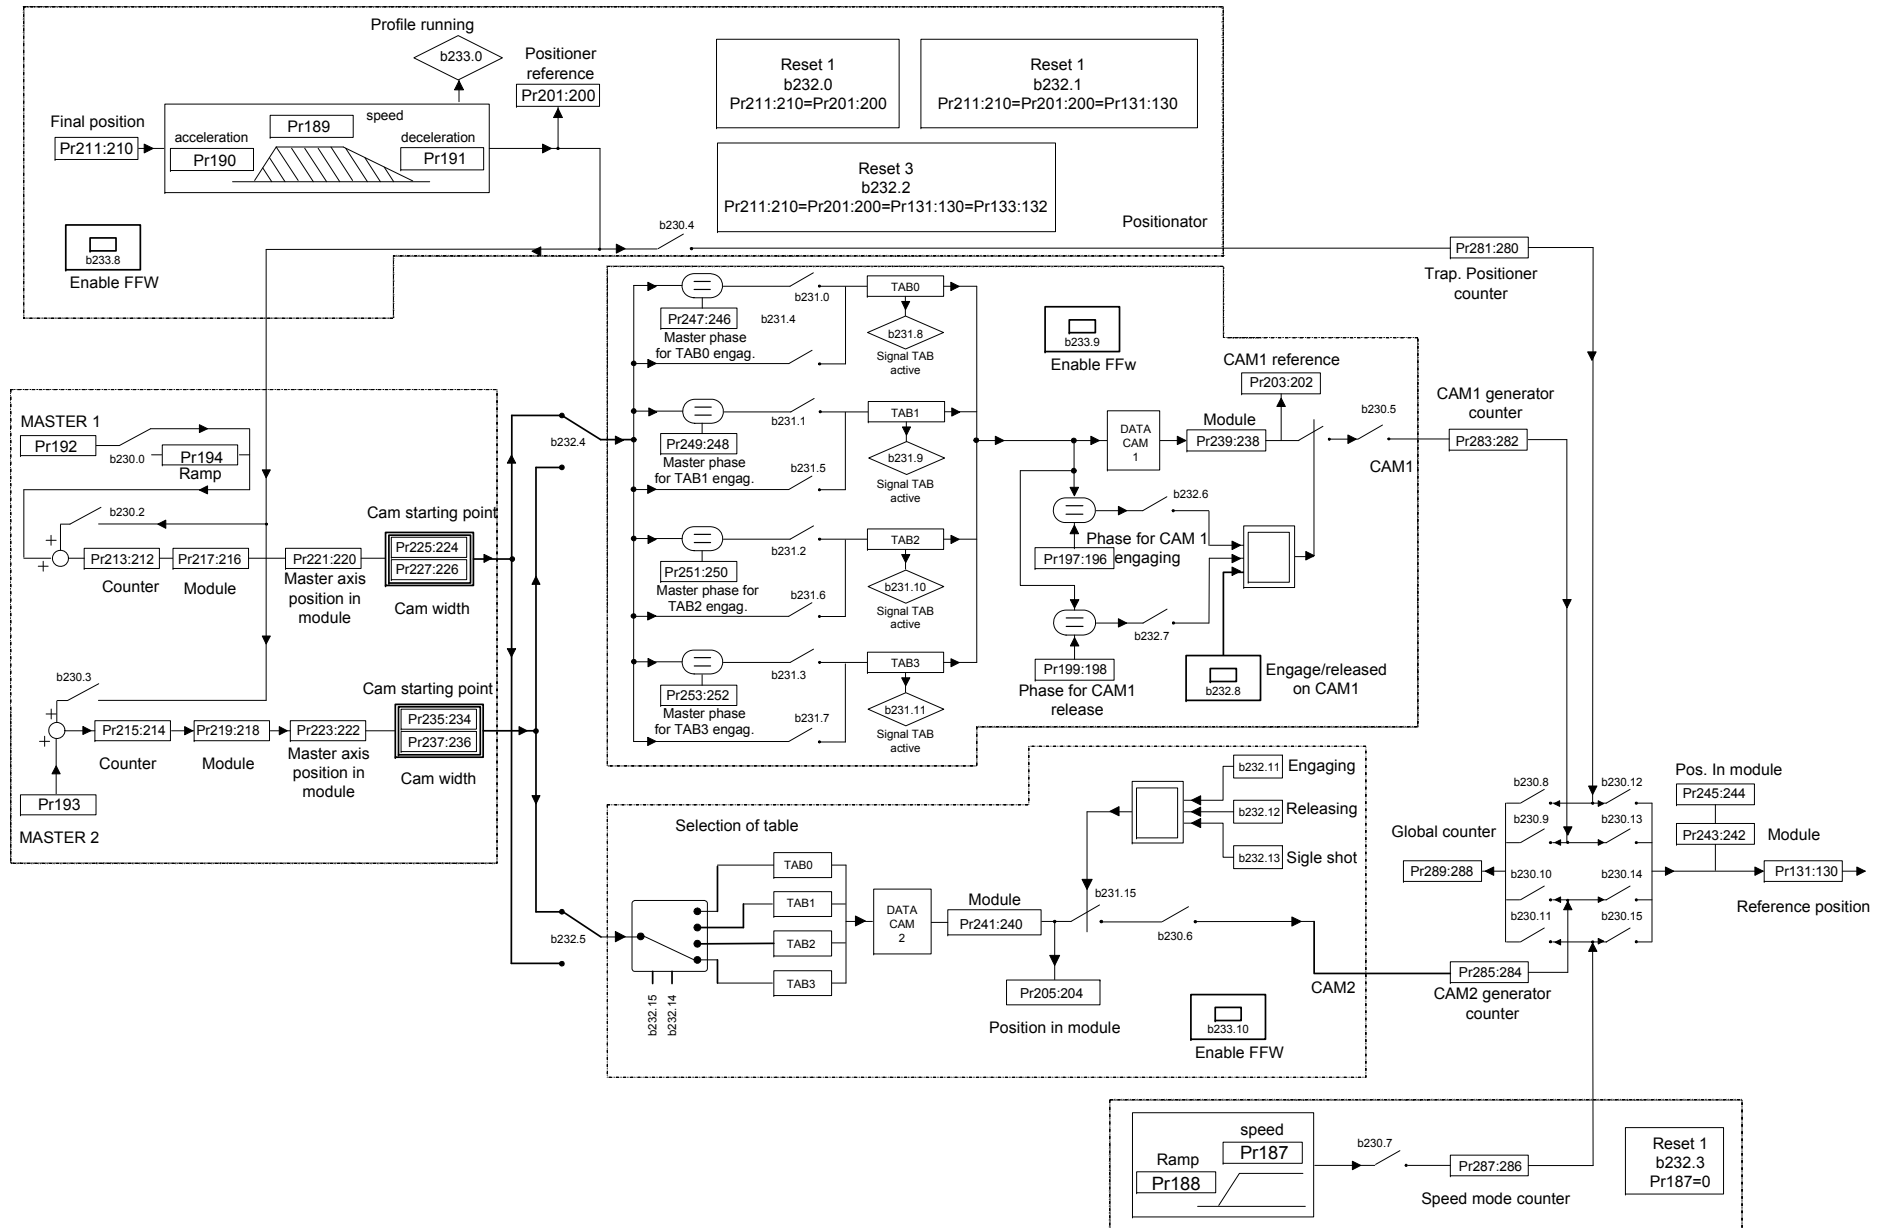 Profile running
b233.0
Positioner
reference
Pr201:200
Final position
Pr211:210
acceleration
Pr190
Pr189
speed
deceleration
Pr191
b233.8
Enable FFW
Reset 1
b232.0
Pr211:210=Pr201:200
Reset 1
b232.1
Pr211:210=Pr201:200=Pr131:130
Reset 3
b232.2
Pr211:210=Pr201:200=Pr131:130=Pr133:132
Positionator
b230.4
Pr281:280
Trap. Positioner
counter
MASTER 1
Pr192
b230.0
Pr194
Ramp
b230.2
+
+
Pr213:212
Counter
Pr217:216
Module
Pr221:220
Master axis
position in
module
Cam starting point
Pr225:224
Pr227:226
Cam width
b230.3
+
+
Pr215:214
Counter
Pr219:218
Module
Pr223:222
Master axis
position in
module
Cam starting point
Pr235:234
Pr237:236
Cam width
Pr193
MASTER 2
b232.4
b232.5
Pr247:246
Master phase
for TAB0 engag.
b231.0
b231.4
TAB0
b231.8
Signal TAB
active
Pr249:248
Master phase
for TAB1 engag.
b231.1
b231.5
TAB1
b231.9
Signal TAB
active
Pr251:250
Master phase for
TAB2 engag.
b231.2
b231.6
TAB2
b231.10
Signal TAB
active
Pr253:252
Master phase
for TAB3 engag.
b231.3
b231.7
TAB3
b231.11
Signal TAB
active
b233.9
Enable FFw
DATA
CAM
1
Module
Pr239:238
CAM1 reference
Pr203:202
b230.5
CAM1
CAM1 generator
counter
Pr283:282
b232.6
Pr197:196
Phase for CAM 1
engaging
b232.7
Pr199:198
Phase for CAM1
release
b232.8
Engage/released
on CAM1
Selection of table
b232.15
b232.14
TAB0
TAB1
TAB2
TAB3
DATA
CAM
2
Module
Pr241:240
Pr205:204
Position in module
b232.11
Engaging
b232.12
Releasing
b232.13
Sigle shot
b231.15
b230.6
b233.10
Enable FFW
CAM2
Pr285:284
CAM2 generator
counter
Global counter
Pr289:288
b230.8
b230.9
b230.10
b230.11
b230.12
b230.13
b230.14
b230.15
Pos. In module
Pr245:244
Pr243:242
Module
Pr131:130
Reference position
Ramp
Pr188
speed
Pr187
b230.7
Pr287:286
Speed mode counter
Reset 1
b232.3
Pr187=0